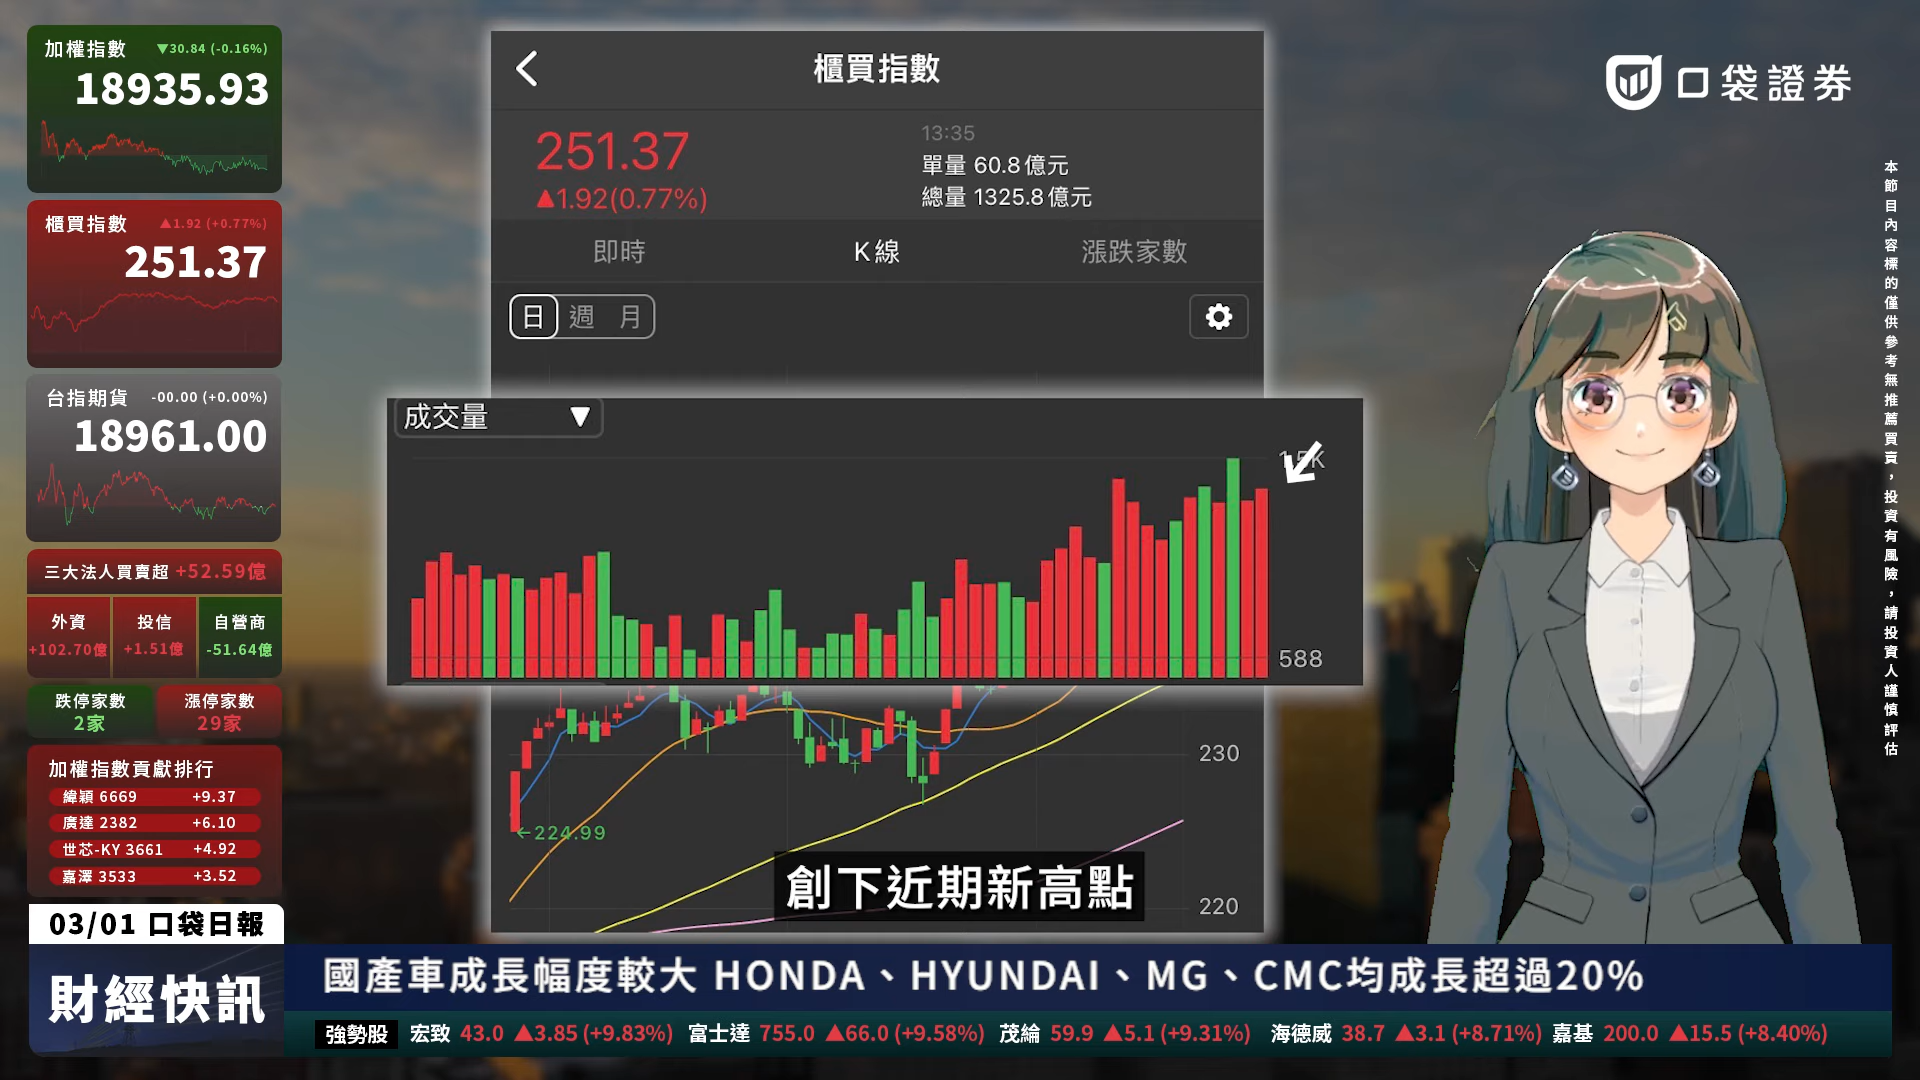 加權指數 ▼30.84 (-0.16%)
18935.93
櫃買指數 ▲1.92 (+0.77%)
251.37
台指期貨 -00.00 (+0.00%)
18961.00
三大法人買賣超 +52.59億
外資 投信 自營商
+102.70億 +1.51億 -51.64億
跌停家數 漲停家數
2家 29家
加權指數貢獻排行
緯穎 6669 +9.37
廣達 2382 +6.10
世芯-KY 3661 +4.92
嘉澤 3533 +3.52
03/01 口袋日報
財經快訊
櫃買指數
251.37
▲1.92(0.77%)
13:35
單量 60.8億元
總量 1325.8億元
即時 K線 漲跌家數
日 週 月
成交量 ▼
588
230
←224.99
220
創下近期新高點
口袋證券
本節目內容標的僅供參考無推薦買賣，投資有風險，請投資人謹慎評估
國產車成長幅度較大 HONDA、HYUNDAI、MG、CMC均成長超過20%
強勢股 宏致 43.0 ▲3.85 (+9.83%) 富士達 755.0 ▲66.0 (+9.58%) 茂綸 59.9 ▲5.1 (+9.31%) 海德威 38.7 ▲3.1 (+8.71%) 嘉基 200.0 ▲15.5 (+8.40%)